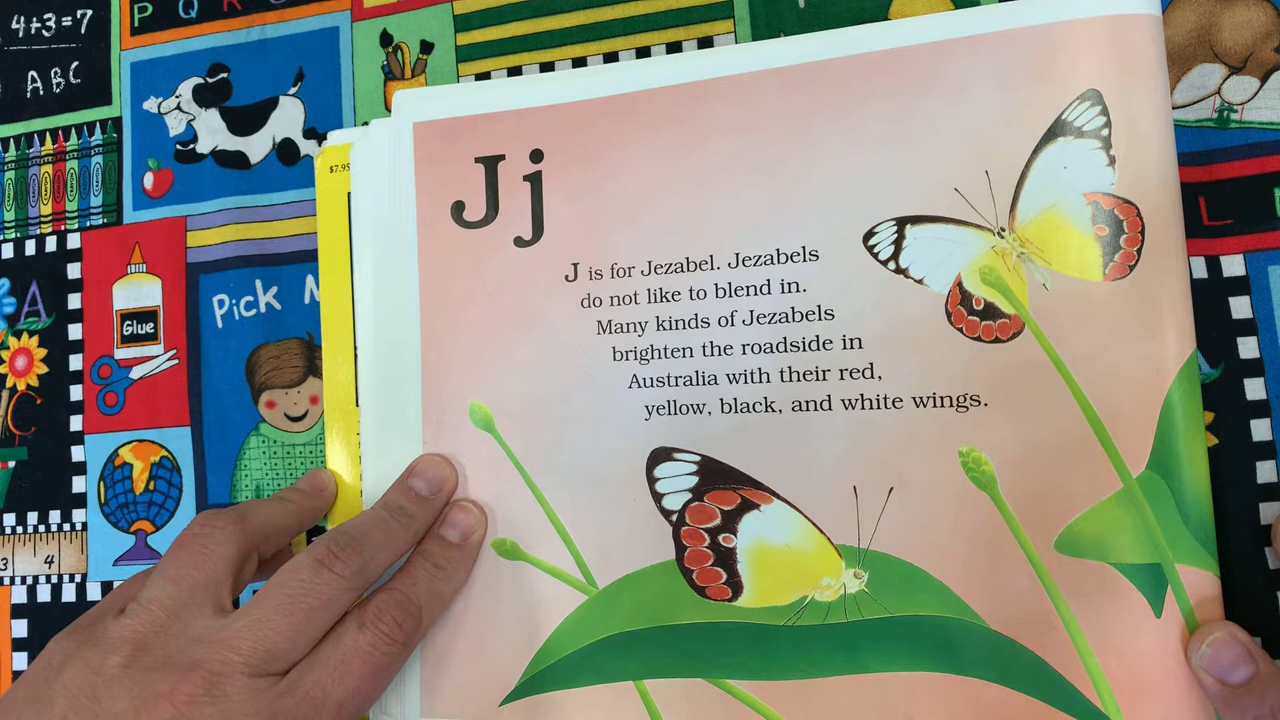 4+3=7
ABC
P Q R
$7.95
Glue
Pick
3 4
A
C
L
Jj
J is for Jezabel. Jezabels
do not like to blend in.
Many kinds of Jezabels
brighten the roadside in
Australia with their red,
yellow, black, and white wings.